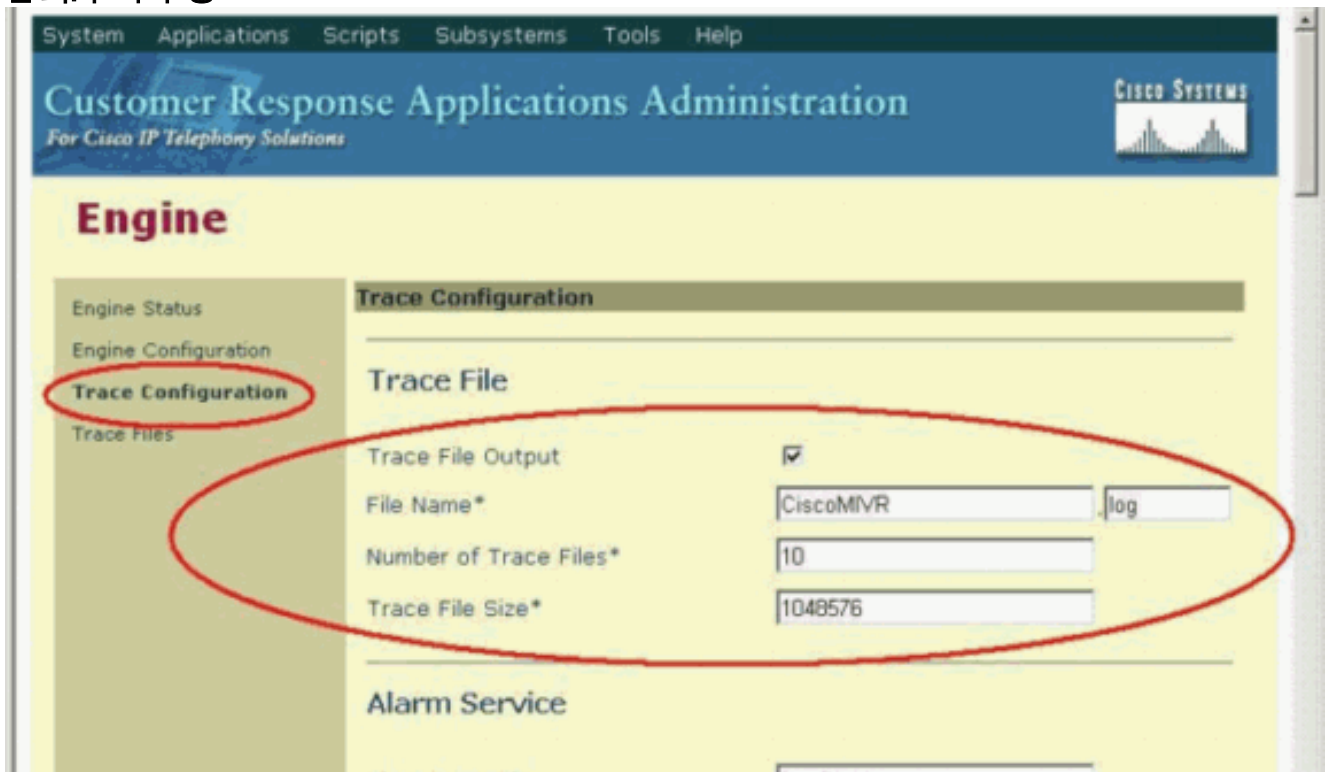 System Applications Scripts Subsystems Tools Help
Customer Response Applications Administration
For Cisco IP Telephony Solutions
CISCO SYSTEMS
Engine
Engine Status
Engine Configuration
Trace Configuration
Trace Files
Trace Configuration
Trace File
Trace File Output
File Name* CiscoMIVR .log
Number of Trace Files* 10
Trace File Size* 1048576
Alarm Service